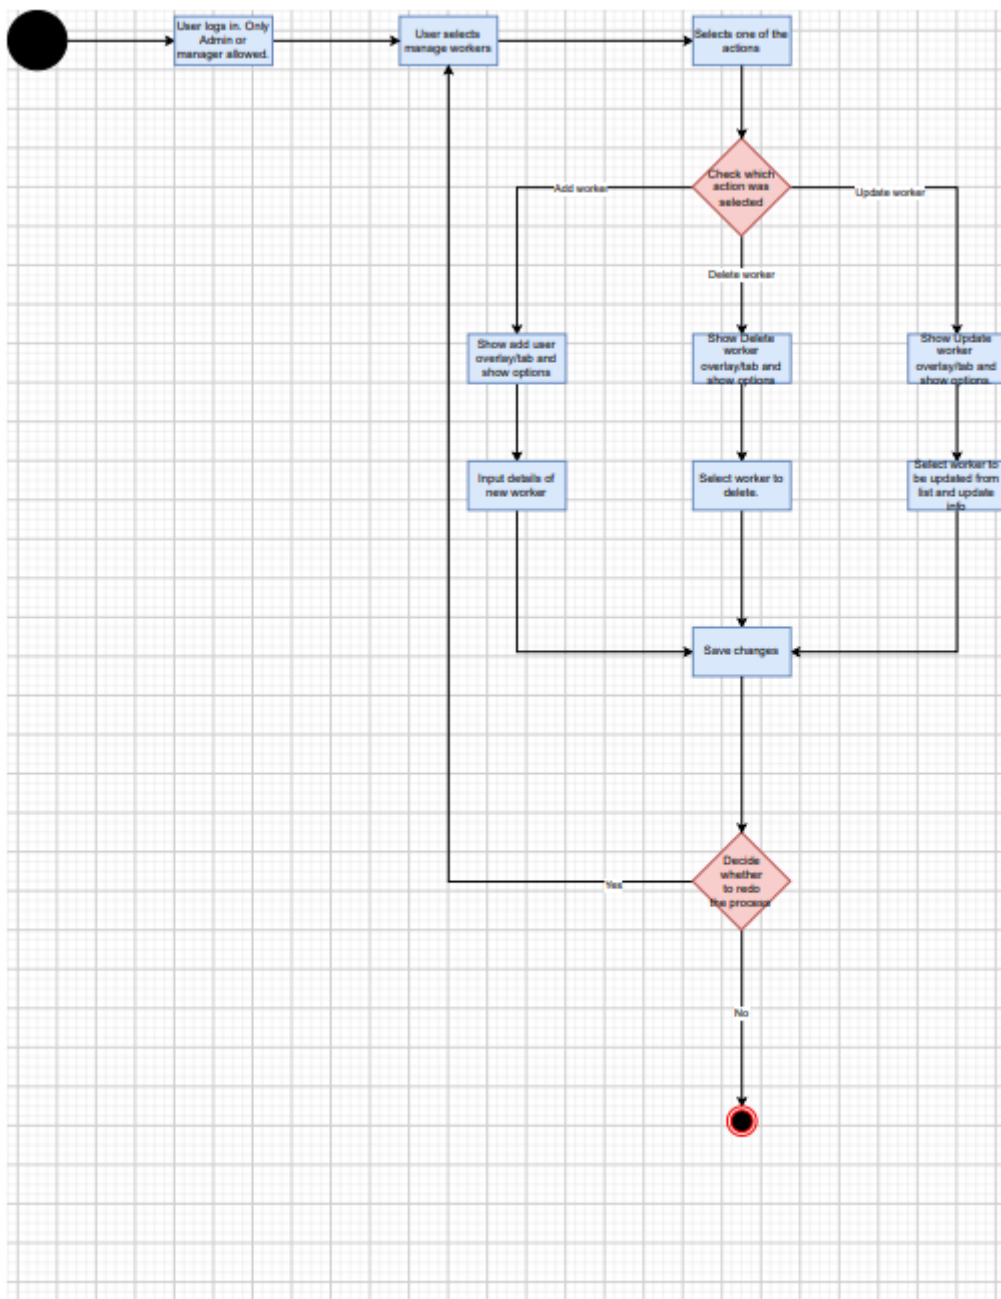 User logs in. Only
Admin or
manager allowed.
User selects
manage workers
Selects one of the
actions
Check which
action was
selected
Add worker
Update worker
Delete worker
Show add user
overlay/tab and
show options
Show Delete
worker
overlay/tab and
show options
Show Update
worker
overlay/tab and
show options.
Input details of
new worker
Select worker to
delete.
Select worker to
be updated from
list and update
info
Save changes
Decide
whether
to redo
the process
Yes
No